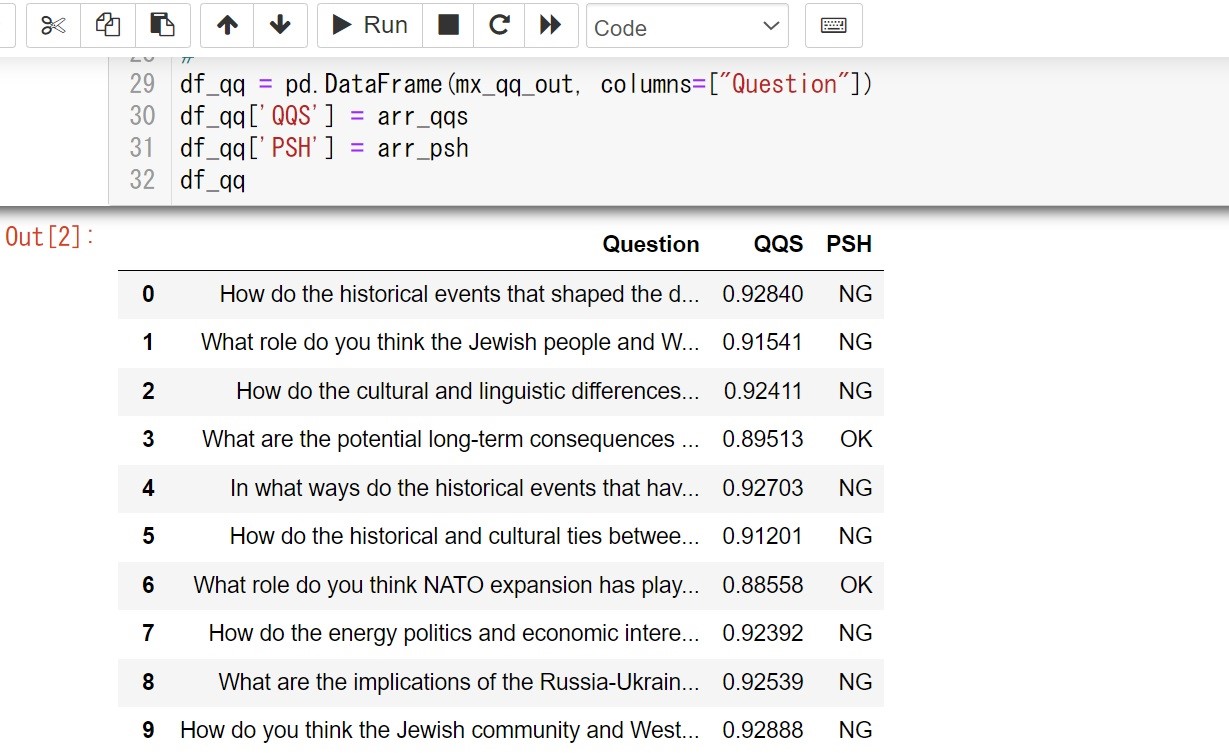 Run
Code
29 df_qq = pd.DataFrame(mx_qq_out, columns=["Question"])
30 df_qq['QQS'] = arr_qqs
31 df_qq['PSH'] = arr_psh
32 df_qq
Out[2]:
Question QQS PSH
0 How do the historical events that shaped the d... 0.92840 NG
1 What role do you think the Jewish people and W... 0.91541 NG
2 How do the cultural and linguistic differences... 0.92411 NG
3 What are the potential long-term consequences ... 0.89513 OK
4 In what ways do the historical events that hav... 0.92703 NG
5 How do the historical and cultural ties betwee... 0.91201 NG
6 What role do you think NATO expansion has play... 0.88558 OK
7 How do the energy politics and economic intere... 0.92392 NG
8 What are the implications of the Russia-Ukrain... 0.92539 NG
9 How do you think the Jewish community and West... 0.92888 NG